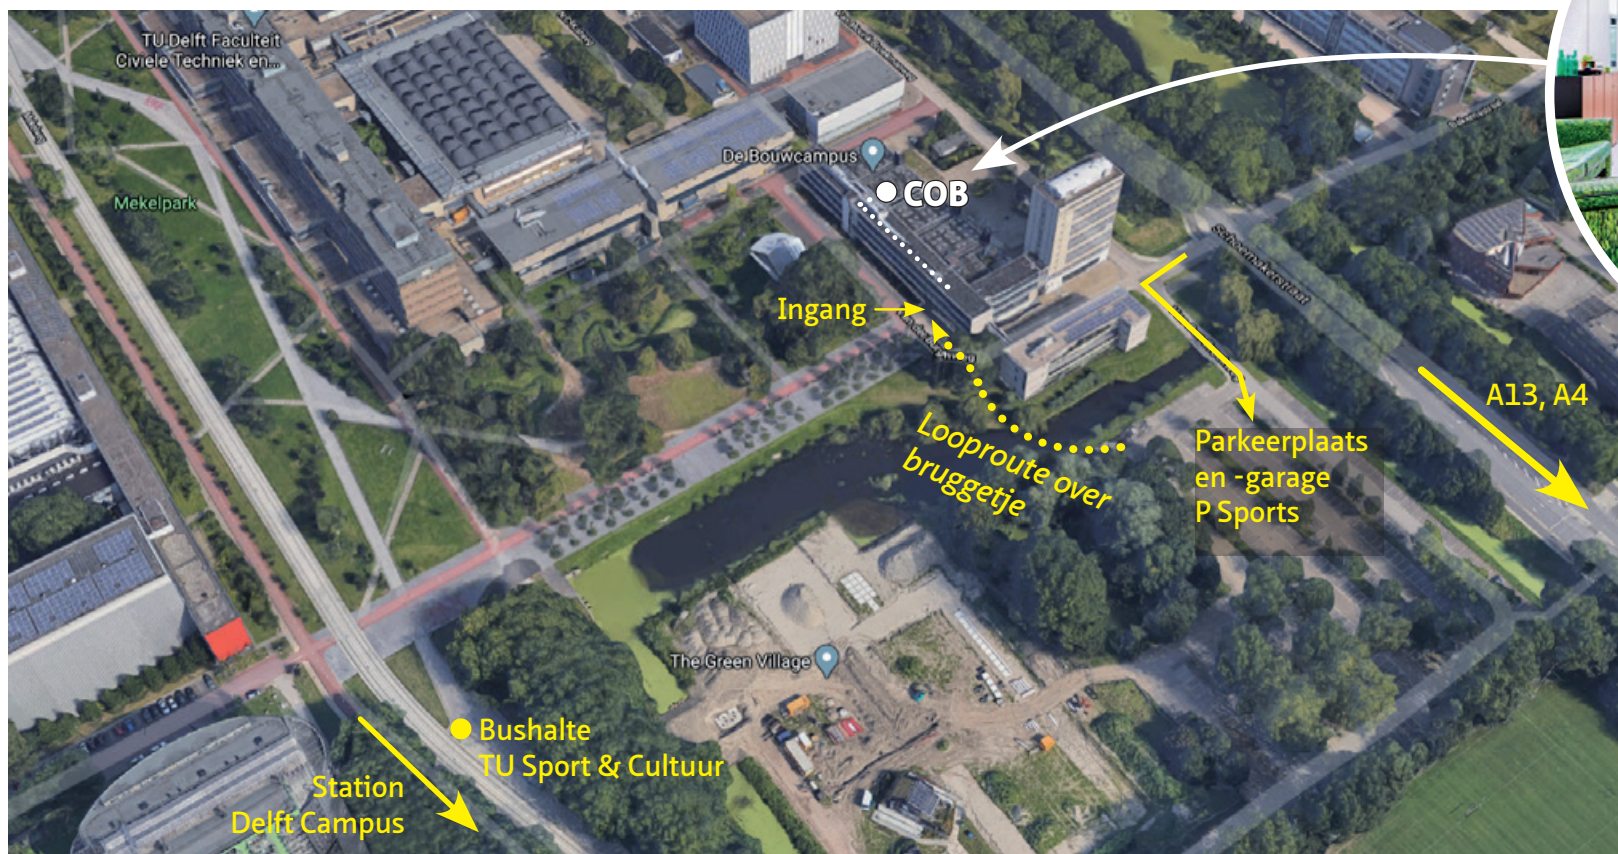 TU Delft Faculteit
Civiele Techniek en...
Mekelpark
De Bouwcampus
COB
Schoemakerstraat
Ingang
A13, A4
Looproute over
bruggetje
Parkeerplaats
en -garage
P Sports
The Green Village
Bushalte
TU Sport & Cultuur
Station
Delft Campus